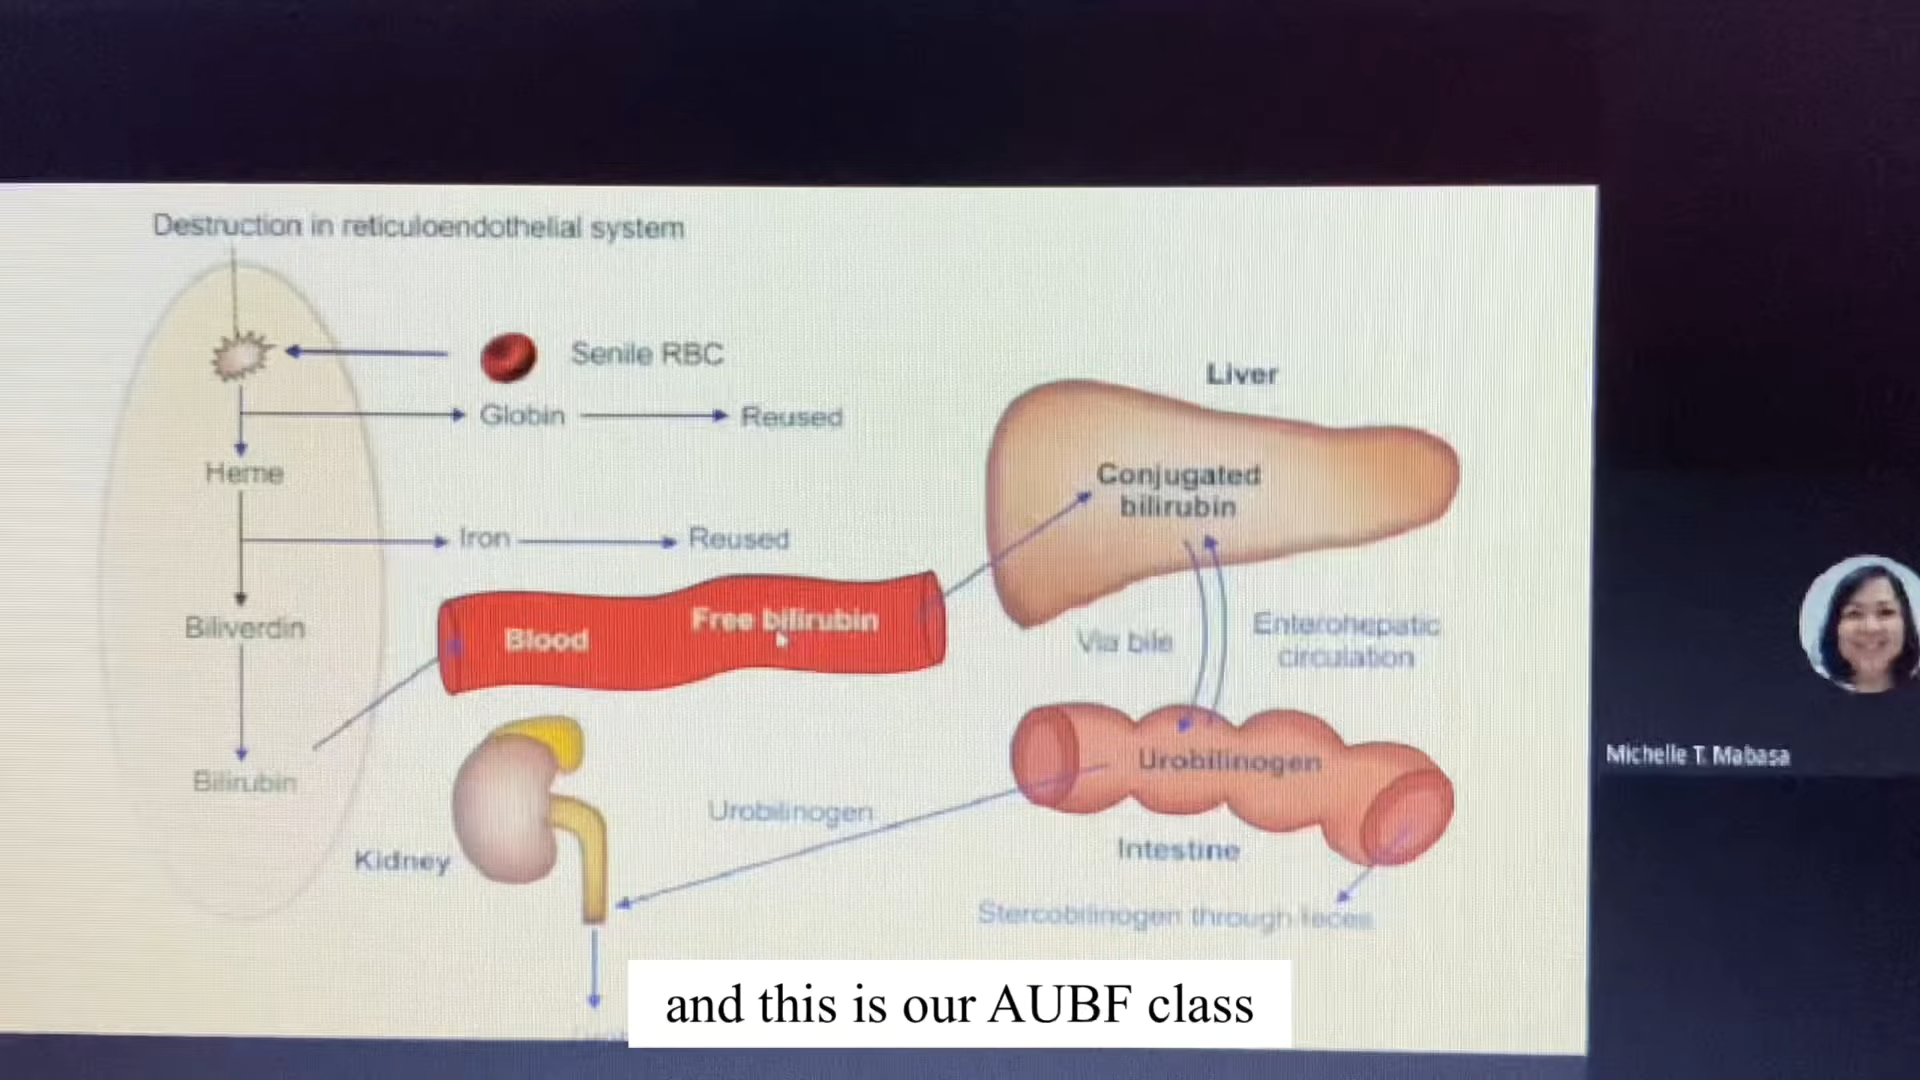 Destruction in reticuloendothelial system
Senile RBC
Globin
Reused
Heme
Iron
Reused
Biliverdin
Bilirubin
Blood
Free bilirubin
Liver
Conjugated
bilirubin
Via bile
Enterohepatic
circulation
Urobilinogen
Intestine
Urobilinogen
Kidney
Stercobilinogen through feces
Michelle T. Mabasa
and this is our AUBF class